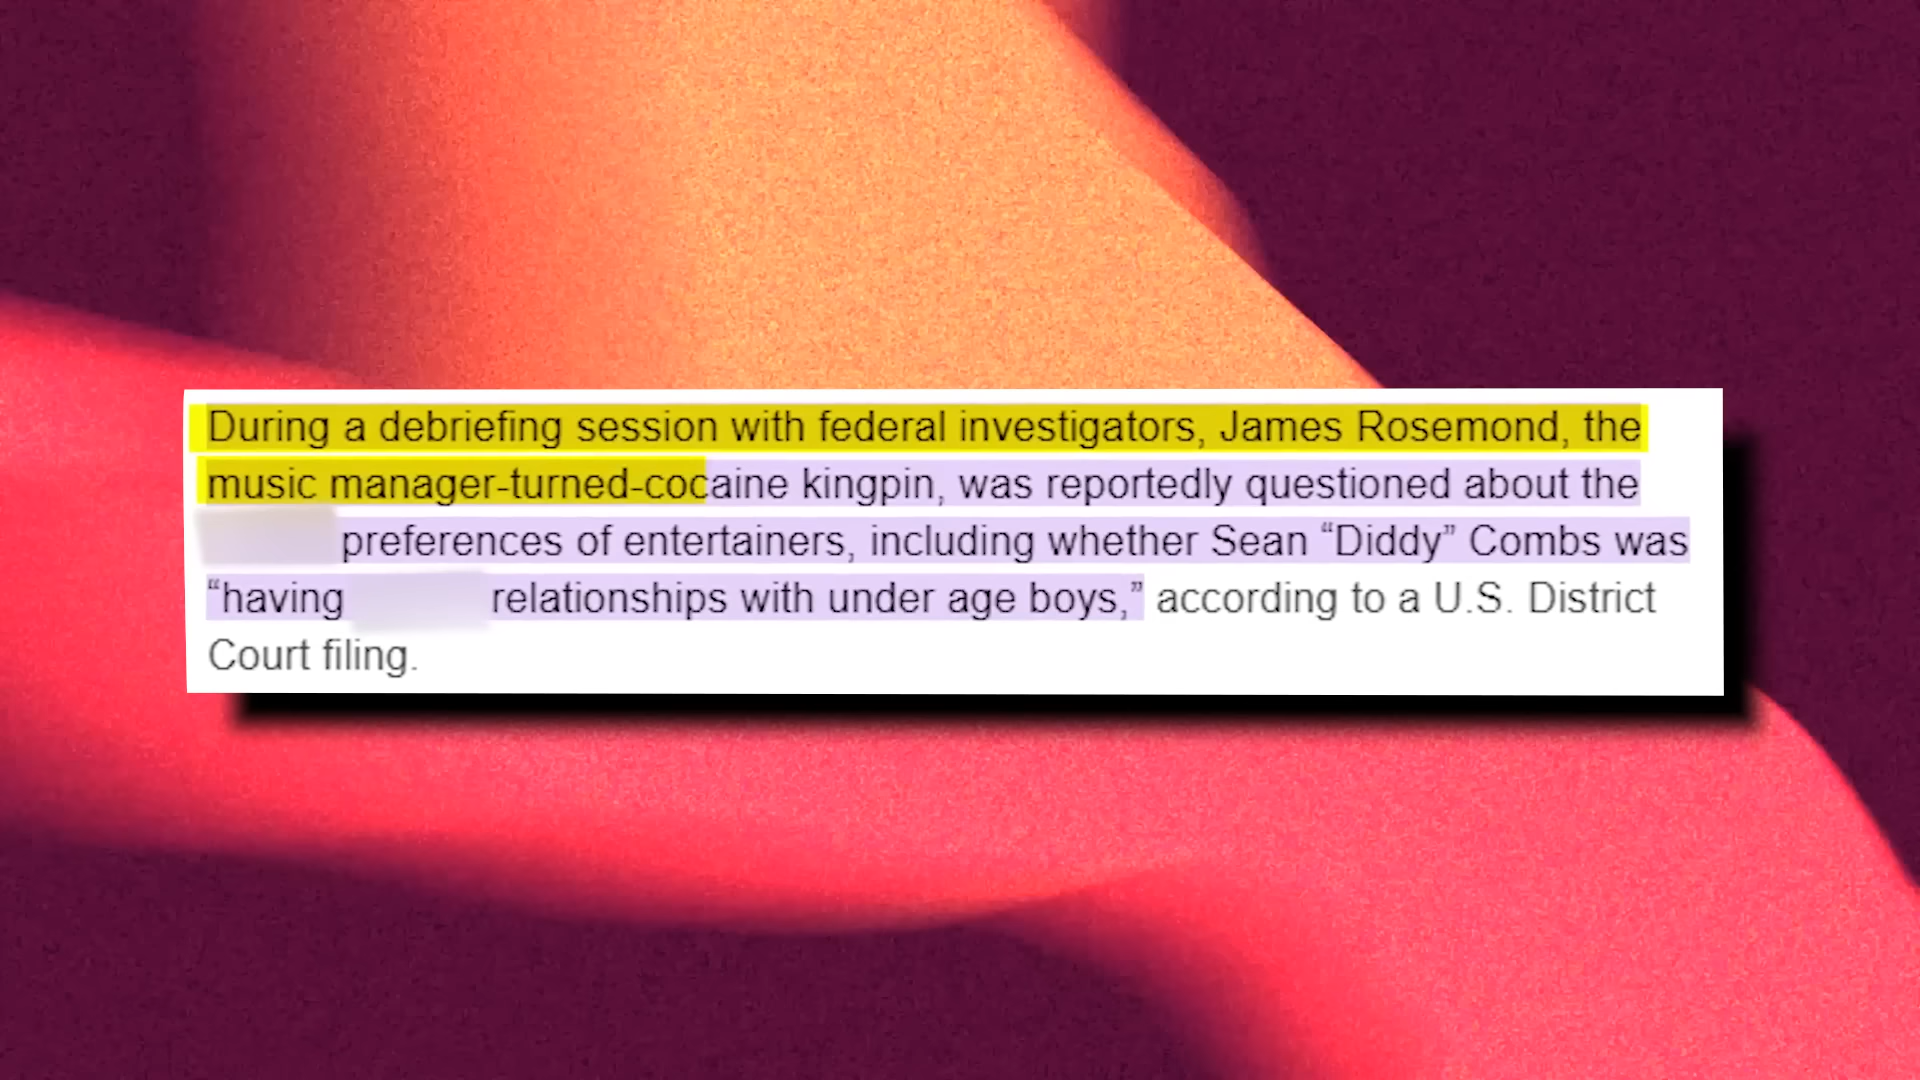 During a debriefing session with federal investigators, James Rosemond, the
music manager-turned-cocaine kingpin, was reportedly questioned about the
preferences of entertainers, including whether Sean “Diddy” Combs was
“having relationships with under age boys,” according to a U.S. District
Court filing.